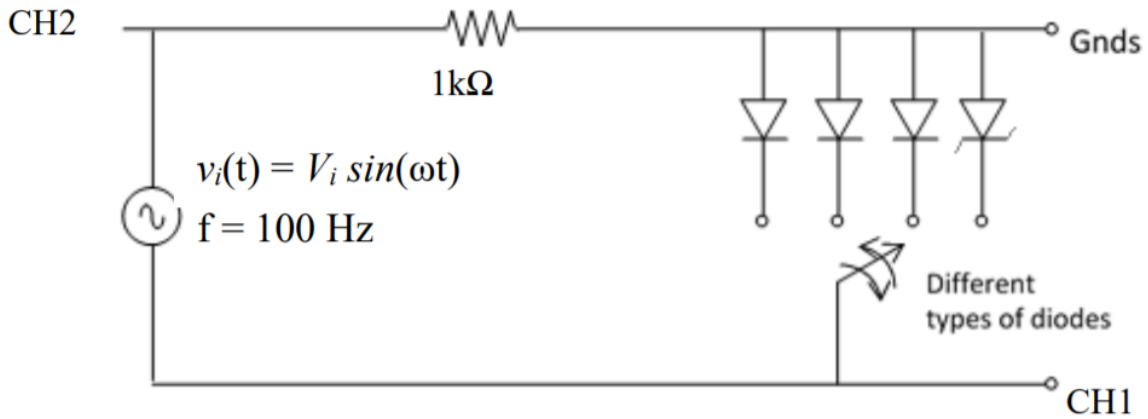 CH2
Gnds
1kΩ
vᵢ(t) = Vᵢ sin(ωt)
f = 100 Hz
Different
types of diodes
CH1